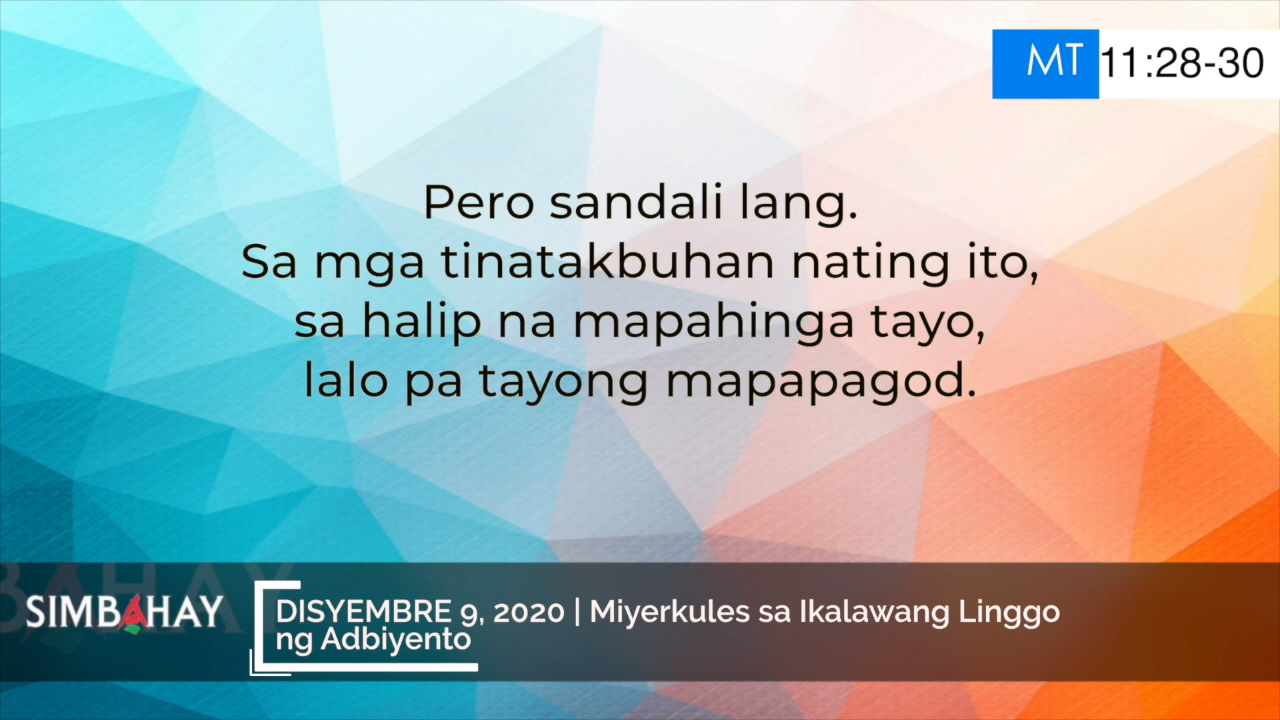 MT 11:28-30
Pero sandali lang.
Sa mga tinatakbuhan nating ito,
sa halip na mapahinga tayo,
lalo pa tayong mapapagod.
SIMBAHAY
DISYEMBRE 9, 2020 | Miyerkules sa Ikalawang Linggo
ng Adbiyento